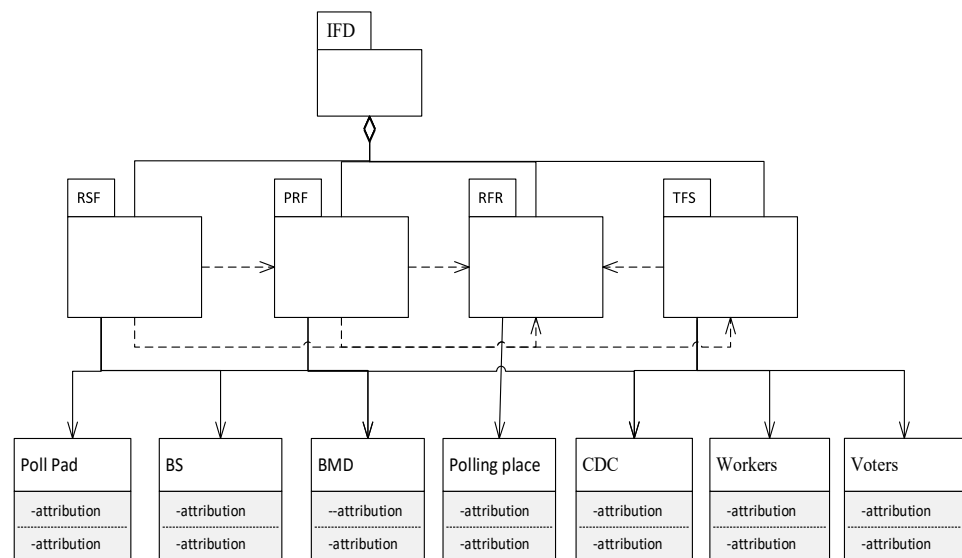 IFD
RSF
PRF
RFR
TFS
Poll Pad
BS
BMD
Polling place
CDC
Workers
Voters
-attribution
-attribution
--attribution
-attribution
-attribution
-attribution
-attribution
-attribution
-attribution
-attribution
-attribution
-attribution
-attribution
-attribution